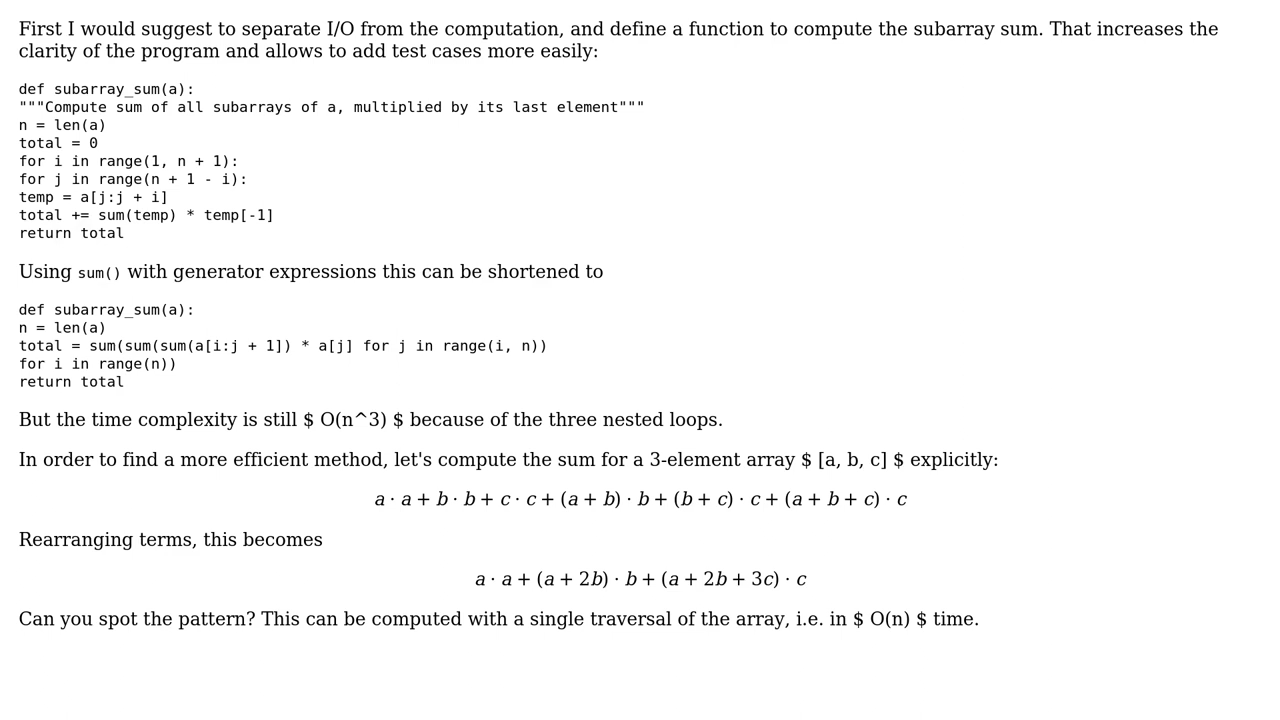 First I would suggest to separate I/O from the computation, and define a function to compute the subarray sum. That increases the
clarity of the program and allows to add test cases more easily:
def subarray_sum(a):
"""Compute sum of all subarrays of a, multiplied by its last element"""
n = len(a)
total = 0
for i in range(1, n + 1):
for j in range(n + 1 - i):
temp = a[j:j + i]
total += sum(temp) * temp[-1]
return total
Using sum() with generator expressions this can be shortened to
def subarray_sum(a):
n = len(a)
total = sum(sum(sum(a[i:j + 1]) * a[j] for j in range(i, n))
for i in range(n))
return total
But the time complexity is still $ O(n^3) $ because of the three nested loops.
In order to find a more efficient method, let's compute the sum for a 3-element array $ [a, b, c] $ explicitly:
a · a + b · b + c · c + (a + b) · b + (b + c) · c + (a + b + c) · c
Rearranging terms, this becomes
a · a + (a + 2b) · b + (a + 2b + 3c) · c
Can you spot the pattern? This can be computed with a single traversal of the array, i.e. in $ O(n) $ time.